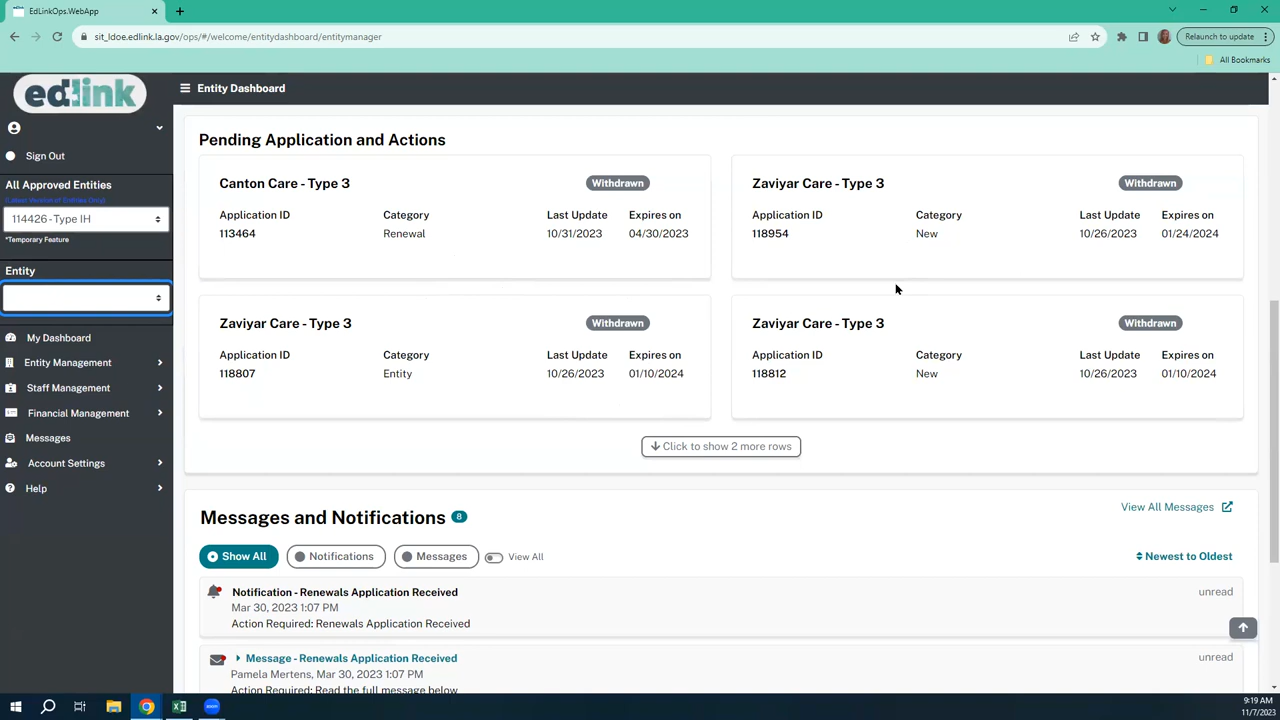 EdLinkOps.WebApp
sit_ldoe.edlink.la.gov/ops/#/welcome/entitydashboard/entitymanager
Relaunch to update
All Bookmarks
edlink
Entity Dashboard
Sign Out
All Approved Entities
(Latest Version of Entities Only)
114426 - Type IH
*Temporary Feature
Entity
My Dashboard
Entity Management
Staff Management
Financial Management
Messages
Account Settings
Help
Pending Application and Actions
Canton Care - Type 3 Withdrawn
Application ID Category Last Update Expires on
113464 Renewal 10/31/2023 04/30/2023
Zaviyar Care - Type 3 Withdrawn
Application ID Category Last Update Expires on
118954 New 10/26/2023 01/24/2024
Zaviyar Care - Type 3 Withdrawn
Application ID Category Last Update Expires on
118807 Entity 10/26/2023 01/10/2024
Zaviyar Care - Type 3 Withdrawn
Application ID Category Last Update Expires on
118812 New 10/26/2023 01/10/2024
Click to show 2 more rows
Messages and Notifications 8
View All Messages
Show All Notifications Messages View All
Newest to Oldest
Notification - Renewals Application Received unread
Mar 30, 2023 1:07 PM
Action Required: Renewals Application Received
Message - Renewals Application Received unread
Pamela Mertens, Mar 30, 2023 1:07 PM
Action Required: Read the full message below
zoom
9:19 AM
11/7/2023